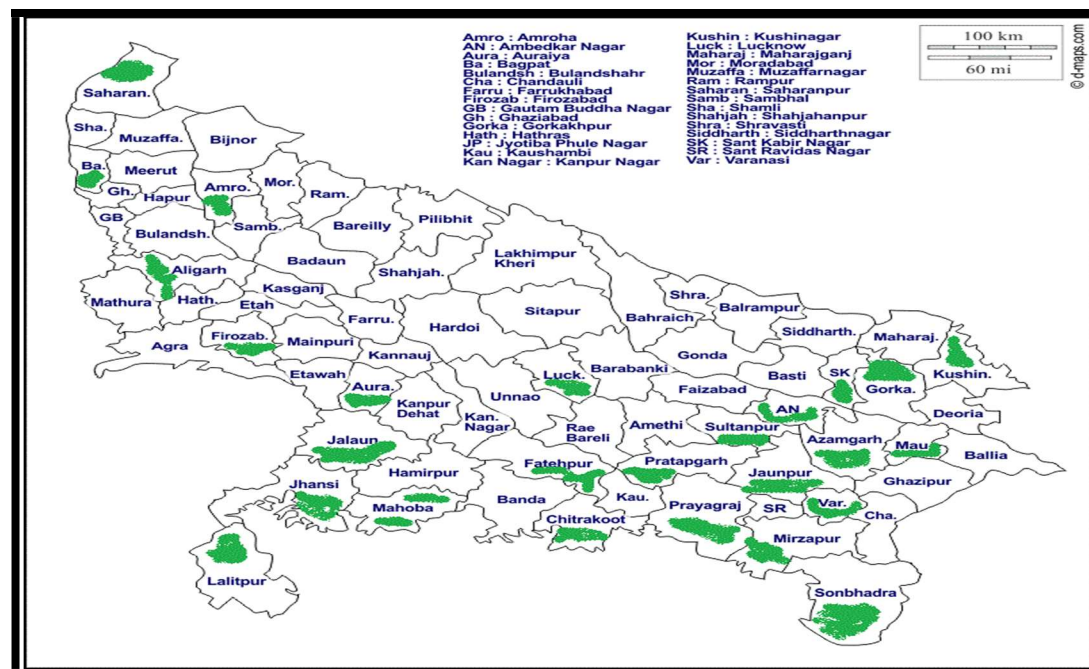 Amro : Amroha
AN : Ambedkar Nagar
Aura : Auraiya
Ba : Bagpat
Bulandsh : Bulandshahr
Cha : Chandauli
Farru : Farrukhabad
Firozab : Firozabad
GB : Gautam Buddha Nagar
Gh : Ghaziabad
Gorka : Gorkakhpur
Hath : Hathras
JP : Jyotiba Phule Nagar
Kau : Kaushambi
Kan Nagar : Kanpur Nagar
Kushin : Kushinagar
Luck : Lucknow
Maharaj : Maharajganj
Mor : Moradabad
Muzaffa : Muzaffarnagar
Ram : Rampur
Saharan : Saharanpur
Samb : Sambhal
Sha : Shamli
Shahjah : Shahjahanpur
Shra : Shravasti
Siddharth : Siddharthnagar
SK : Sant Kabir Nagar
SR : Sant Ravidas Nagar
Var : Varanasi
100 km
60 mi
© d-maps.com
Saharan.
Sha.
Muzaffa.
Bijnor
Ba.
Meerut
Gh.
Hapur
Amro.
Mor.
Ram.
GB
Bulandsh.
Samb.
Bareilly
Pilibhit
Aligarh
Badaun
Shahjah.
Lakhimpur
Kheri
Mathura
Hath.
Kasganj
Etah
Farru.
Hardoi
Sitapur
Bahraich
Shra.
Balrampur
Siddharth.
Maharaj.
Agra
Firozab.
Mainpuri
Kannauj
Etawah
Aura.
Kanpur
Dehat
Kan.
Nagar
Unnao
Luck.
Barabanki
Gonda
Faizabad
Basti
SK
Gorka.
Kushin.
Deoria
Rae
Bareli
Amethi
Sultanpur
AN
Azamgarh
Mau
Ballia
Jalaun
Hamirpur
Fatehpur
Pratapgarh
Jaunpur
Ghazipur
Jhansi
Mahoba
Banda
Kau.
Chitrakoot
Prayagraj
SR
Var.
Cha.
Mirzapur
Lalitpur
Sonbhadra